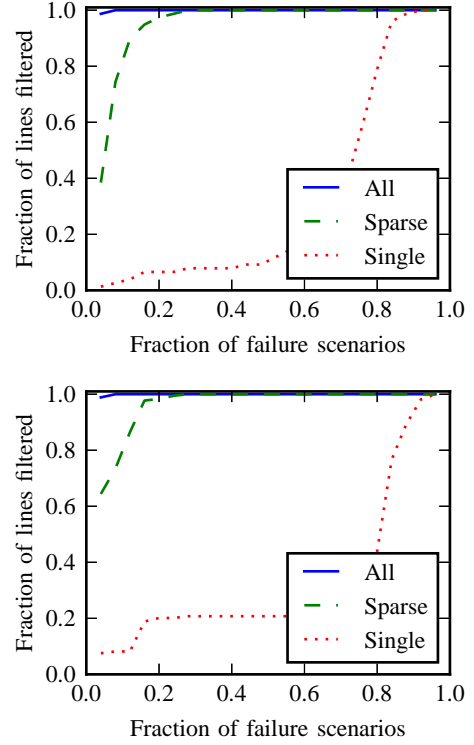 1.0
0.8
0.6
0.4
0.2
0.0
Fraction of lines filtered
All
Sparse
Single
0.0 0.2 0.4 0.6 0.8 1.0
Fraction of failure scenarios
1.0
0.8
0.6
0.4
0.2
0.0
Fraction of lines filtered
All
Sparse
Single
0.0 0.2 0.4 0.6 0.8 1.0
Fraction of failure scenarios